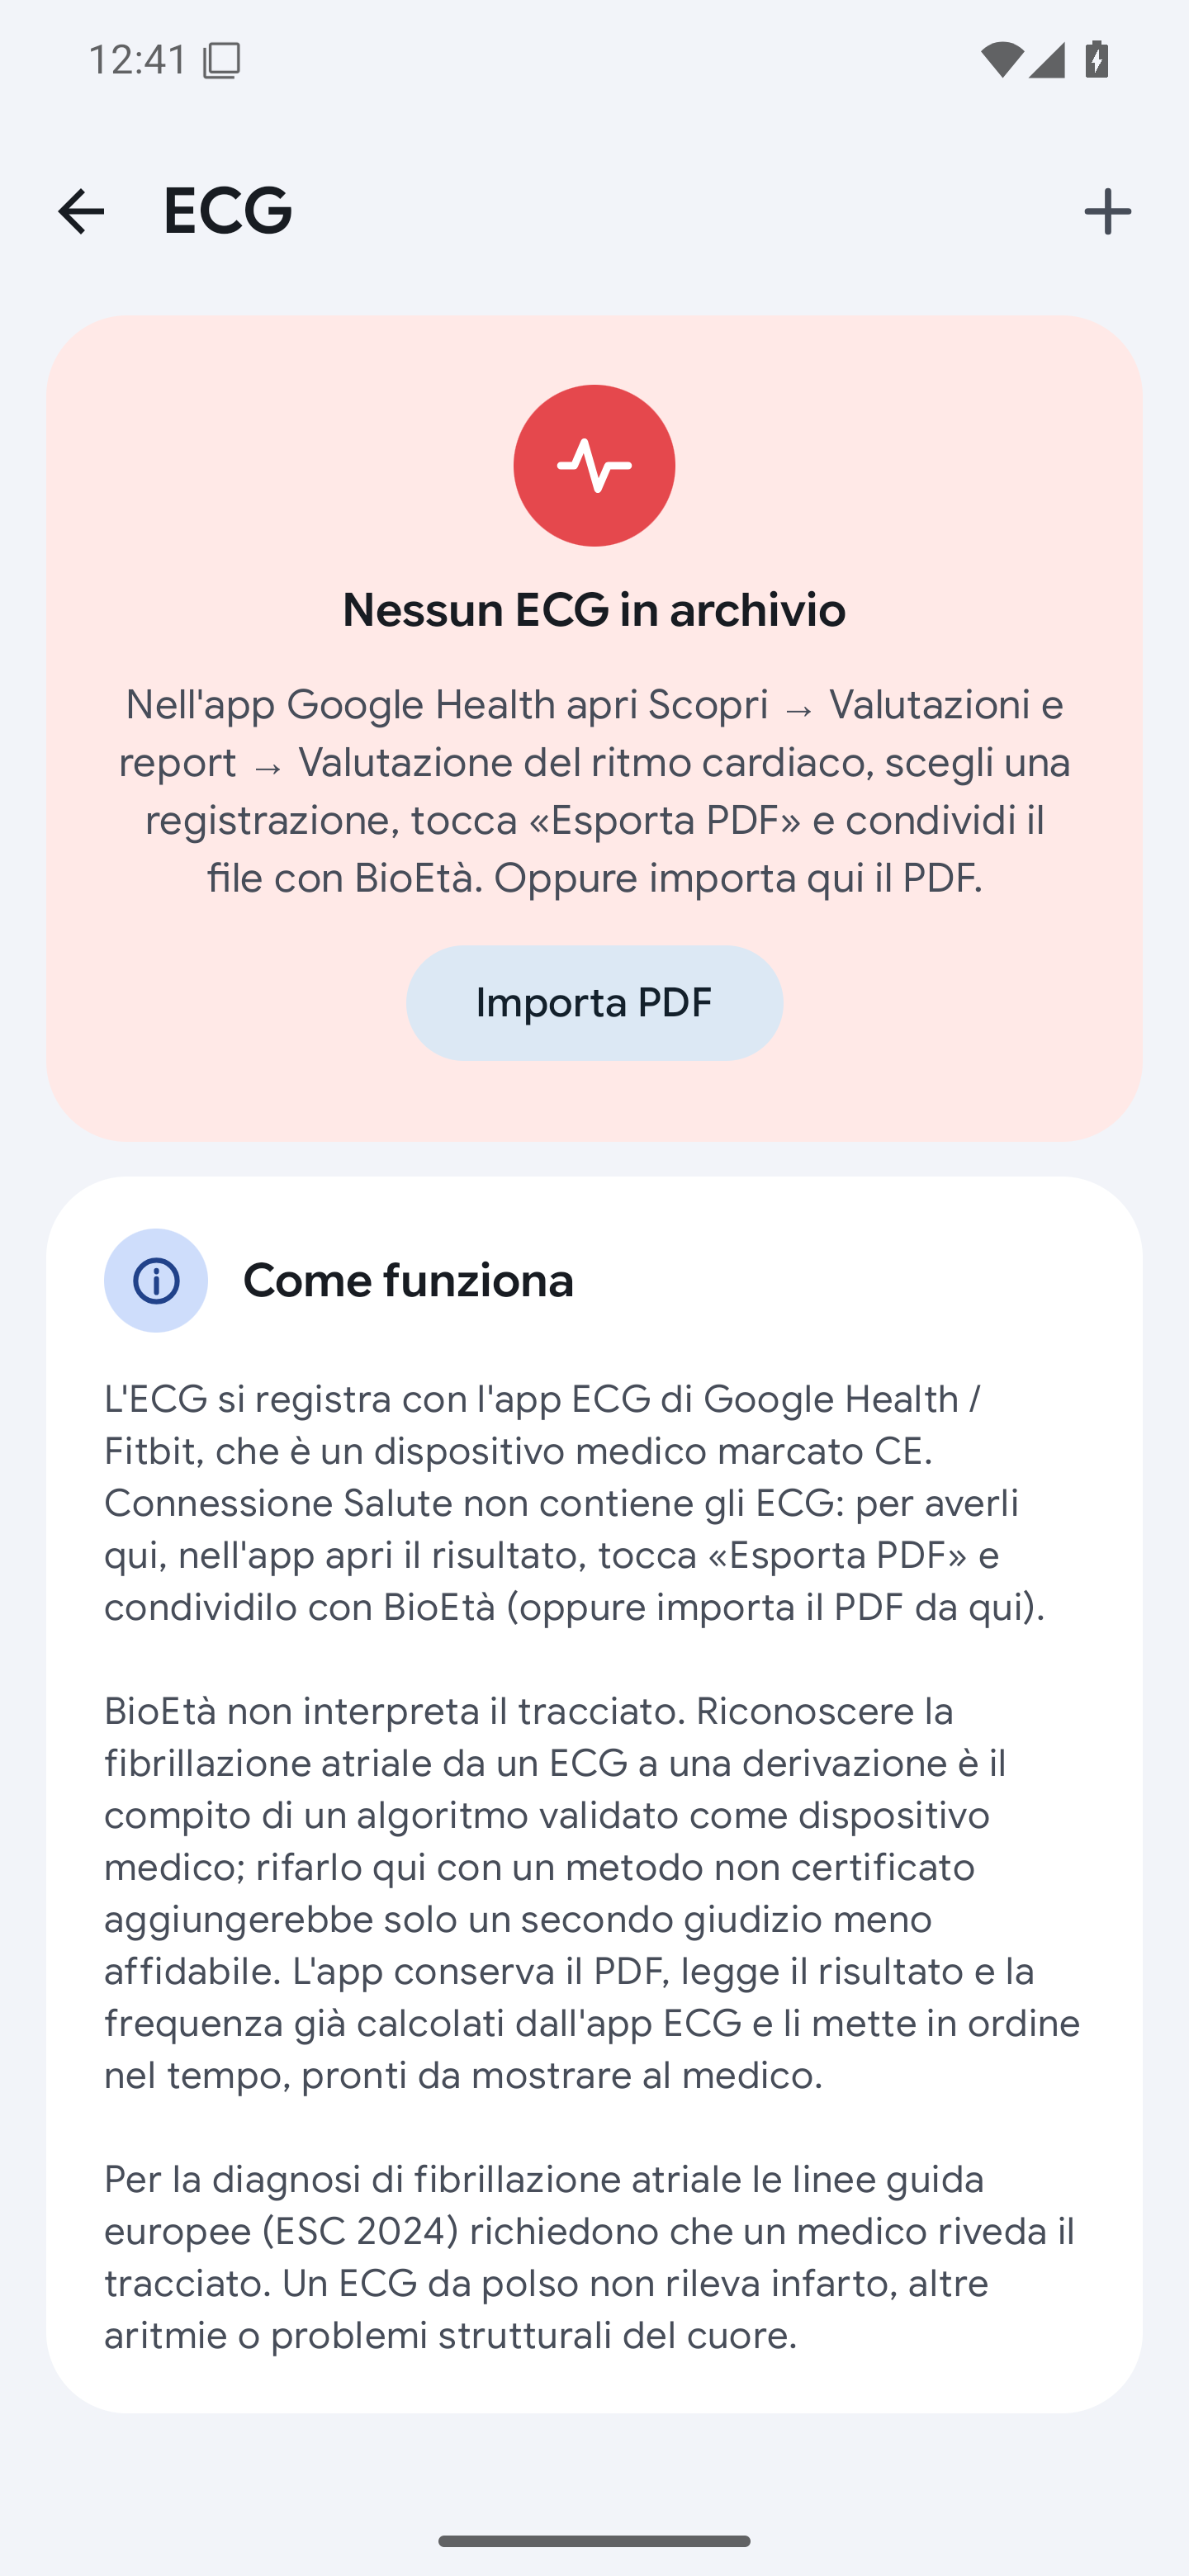 12:41
ECG
Nessun ECG in archivio
Nell'app Google Health apri Scopri → Valutazioni e
report → Valutazione del ritmo cardiaco, scegli una
registrazione, tocca «Esporta PDF» e condividi il
file con BioEtà. Oppure importa qui il PDF.
Importa PDF
Come funziona
L'ECG si registra con l'app ECG di Google Health /
Fitbit, che è un dispositivo medico marcato CE.
Connessione Salute non contiene gli ECG: per averli
qui, nell'app apri il risultato, tocca «Esporta PDF» e
condividilo con BioEtà (oppure importa il PDF da qui).
BioEtà non interpreta il tracciato. Riconoscere la
fibrillazione atriale da un ECG a una derivazione è il
compito di un algoritmo validato come dispositivo
medico; rifarlo qui con un metodo non certificato
aggiungerebbe solo un secondo giudizio meno
affidabile. L'app conserva il PDF, legge il risultato e la
frequenza già calcolati dall'app ECG e li mette in ordine
nel tempo, pronti da mostrare al medico.
Per la diagnosi di fibrillazione atriale le linee guida
europee (ESC 2024) richiedono che un medico riveda il
tracciato. Un ECG da polso non rileva infarto, altre
aritmie o problemi strutturali del cuore.